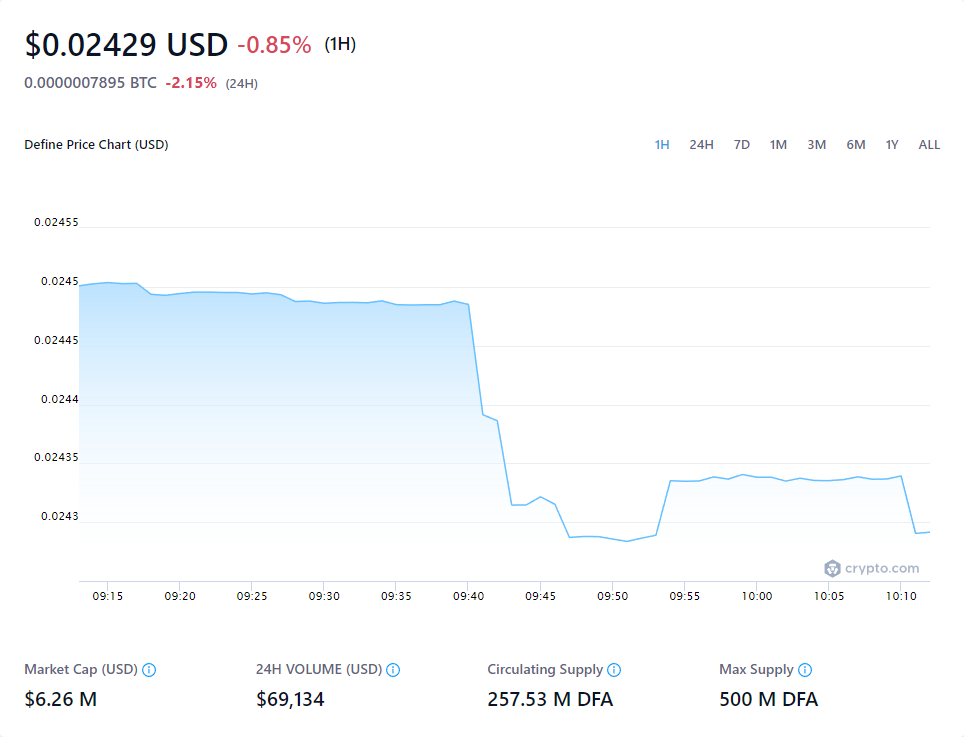 $0.02429 USD -0.85% (1H)
0.0000007895 BTC -2.15% (24H)
Define Price Chart (USD) 1H 24H 7D 1M 3M 6M 1Y ALL
0.02455
0.0245
0.02445
0.0244
0.02435
0.0243
crypto.com
09:15 09:20 09:25 09:30 09:35 09:40 09:45 09:50 09:55 10:00 10:05 10:10
Market Cap (USD) 24H VOLUME (USD) Circulating Supply Max Supply
$6.26 M $69,134 257.53 M DFA 500 M DFA